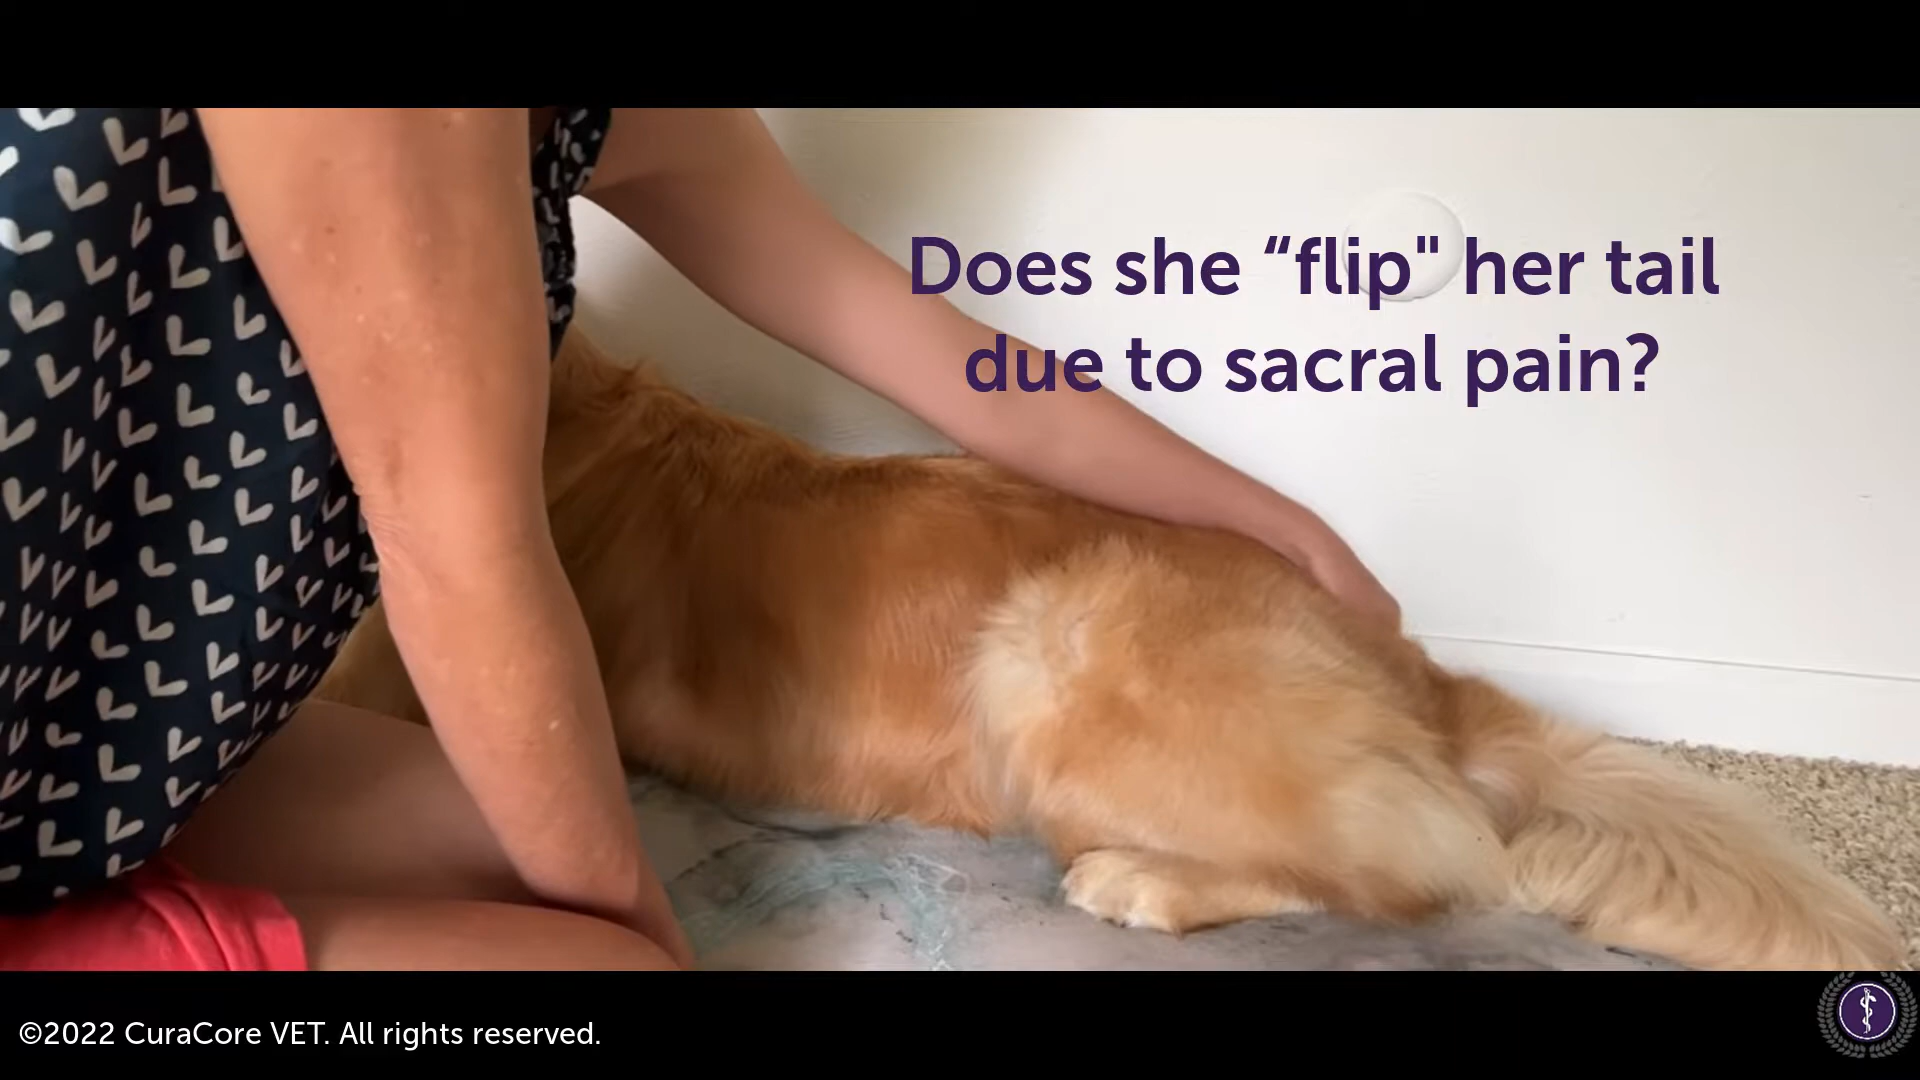 Does she “flip" her tail
due to sacral pain?
©2022 CuraCore VET. All rights reserved.